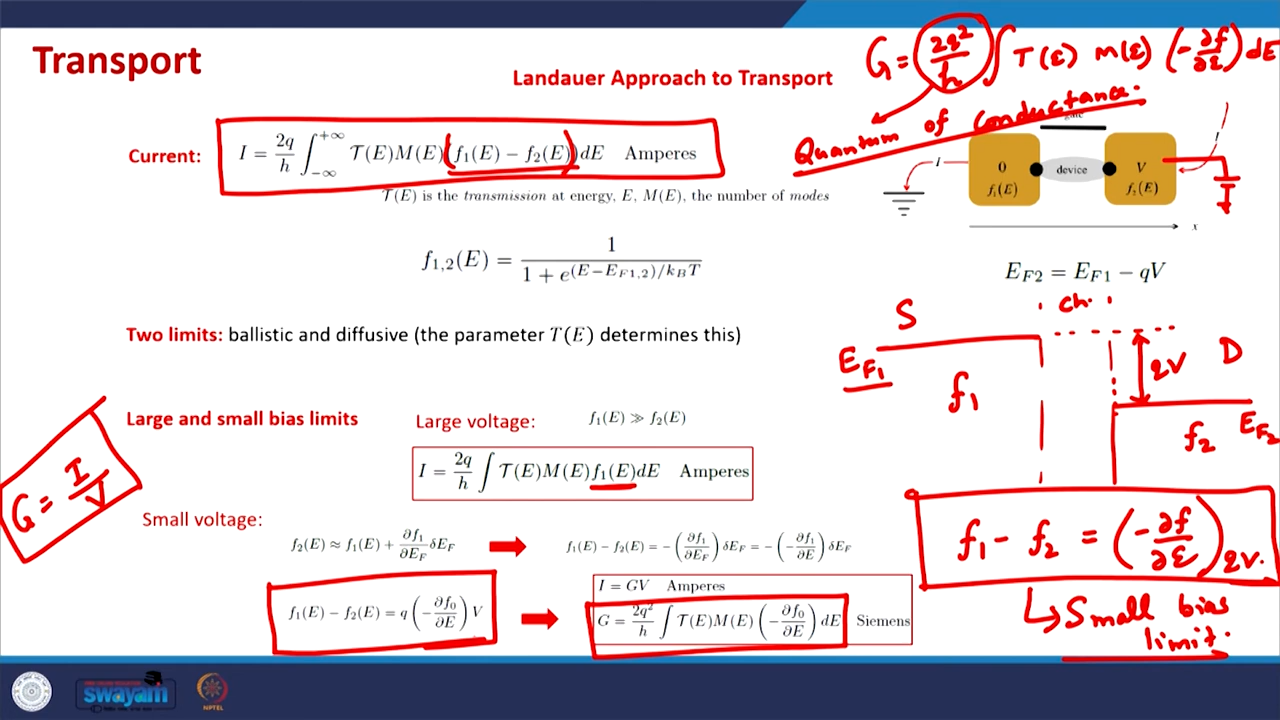 Transport
Landauer Approach to Transport
G = (2q²/h) ∫ T(E) M(E) (-∂f/∂E) dE
Quantum of conductance.
Current: I = 2q/h ∫_{-∞}^{+∞} T(E)M(E)(f₁(E) − f₂(E))dE Amperes
T(E) is the transmission at energy, E, M(E), the number of modes
I
0
f₁(E)
device
V
f₂(E)
I
x
f₁,₂(E) = 1 / (1 + e^{(E−E_{F1,2})/k_BT})
E_{F2} = E_{F1} − qV
Two limits: ballistic and diffusive (the parameter T(E) determines this)
S
ch.
D
E_{F1}
f₁
qV
f₂
E_{F2}
Large and small bias limits
Large voltage: f₁(E) ≫ f₂(E)
I = 2q/h ∫ T(E)M(E)f₁(E)dE Amperes
G = I/V
Small voltage:
f₂(E) ≈ f₁(E) + ∂f₁/∂E_F δE_F
f₁(E) − f₂(E) = −(∂f₁/∂E_F) δE_F = −(−∂f₁/∂E) δE_F
f₁(E) − f₂(E) = q(−∂f₀/∂E) V
I = GV Amperes
G = 2q²/h ∫ T(E)M(E)(−∂f₀/∂E) dE Siemens
f₁ - f₂ = (-∂f/∂E) qV.
↳ Small bias
limit.
swayam
NPTEL